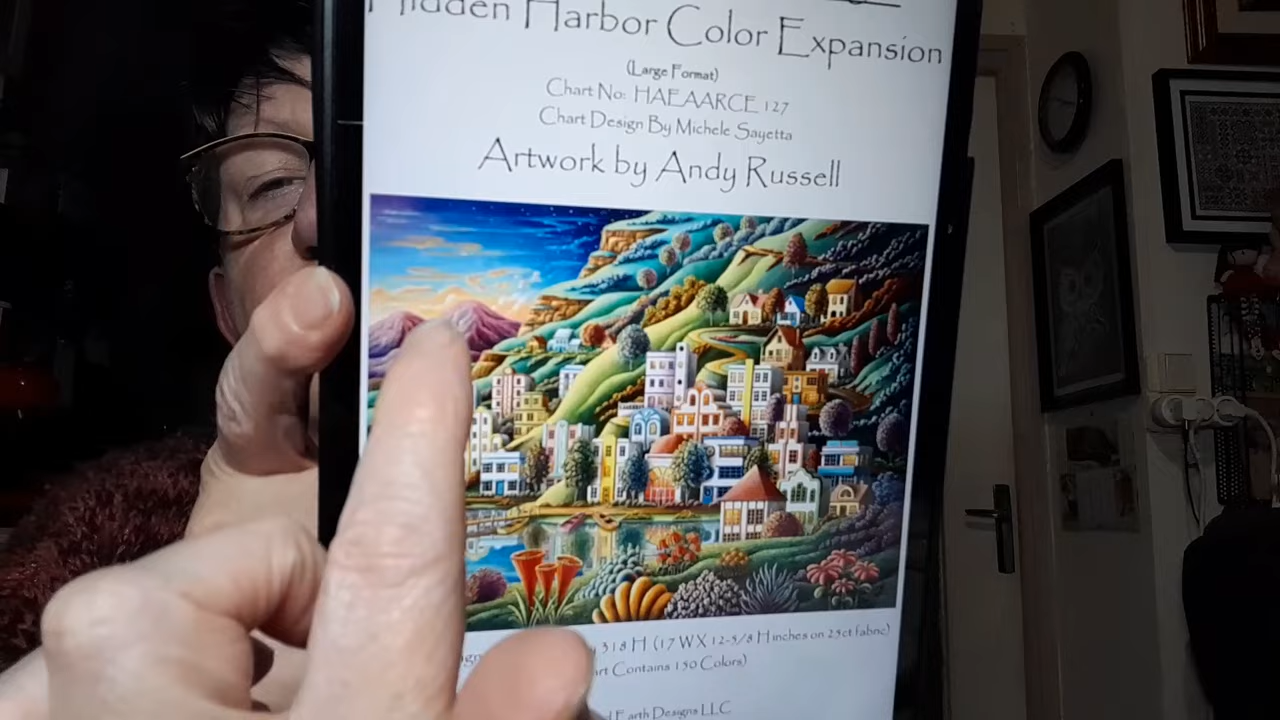 Hidden Harbor Color Expansion
(Large Format)
Chart No: HAEAARCE 127
Chart Design By Michele Sayetta
Artwork by Andy Russell
318 H (17 W X 12-5/8 H inches on 25ct fabric)
Contains 150 Colors)
Earth Designs LLC